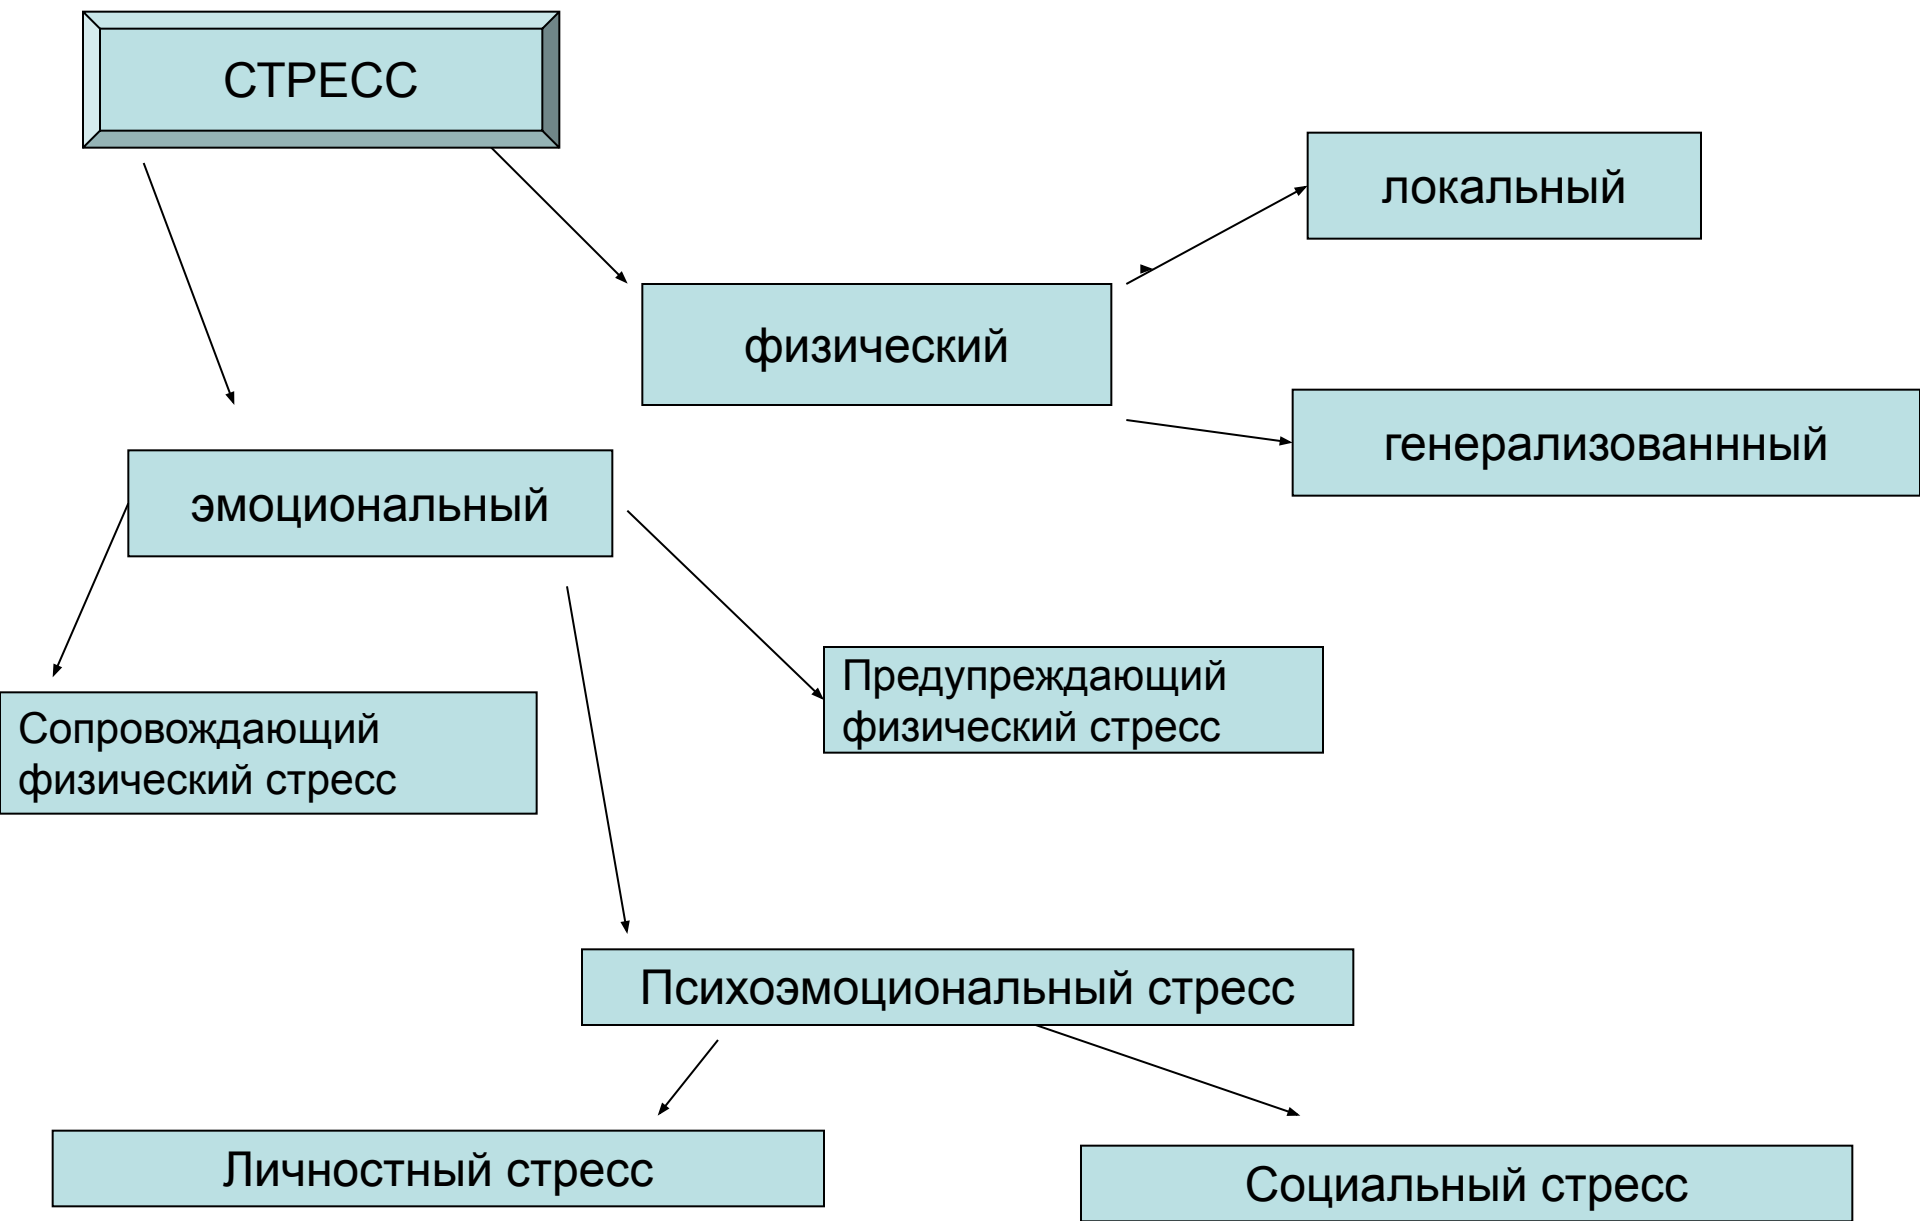 СТРЕСС
локальный
физический
генерализованнный
эмоциональный
Предупреждающий
физический стресс
Сопровождающий
физический стресс
Психоэмоциональный стресс
Личностный стресс
Социальный стресс